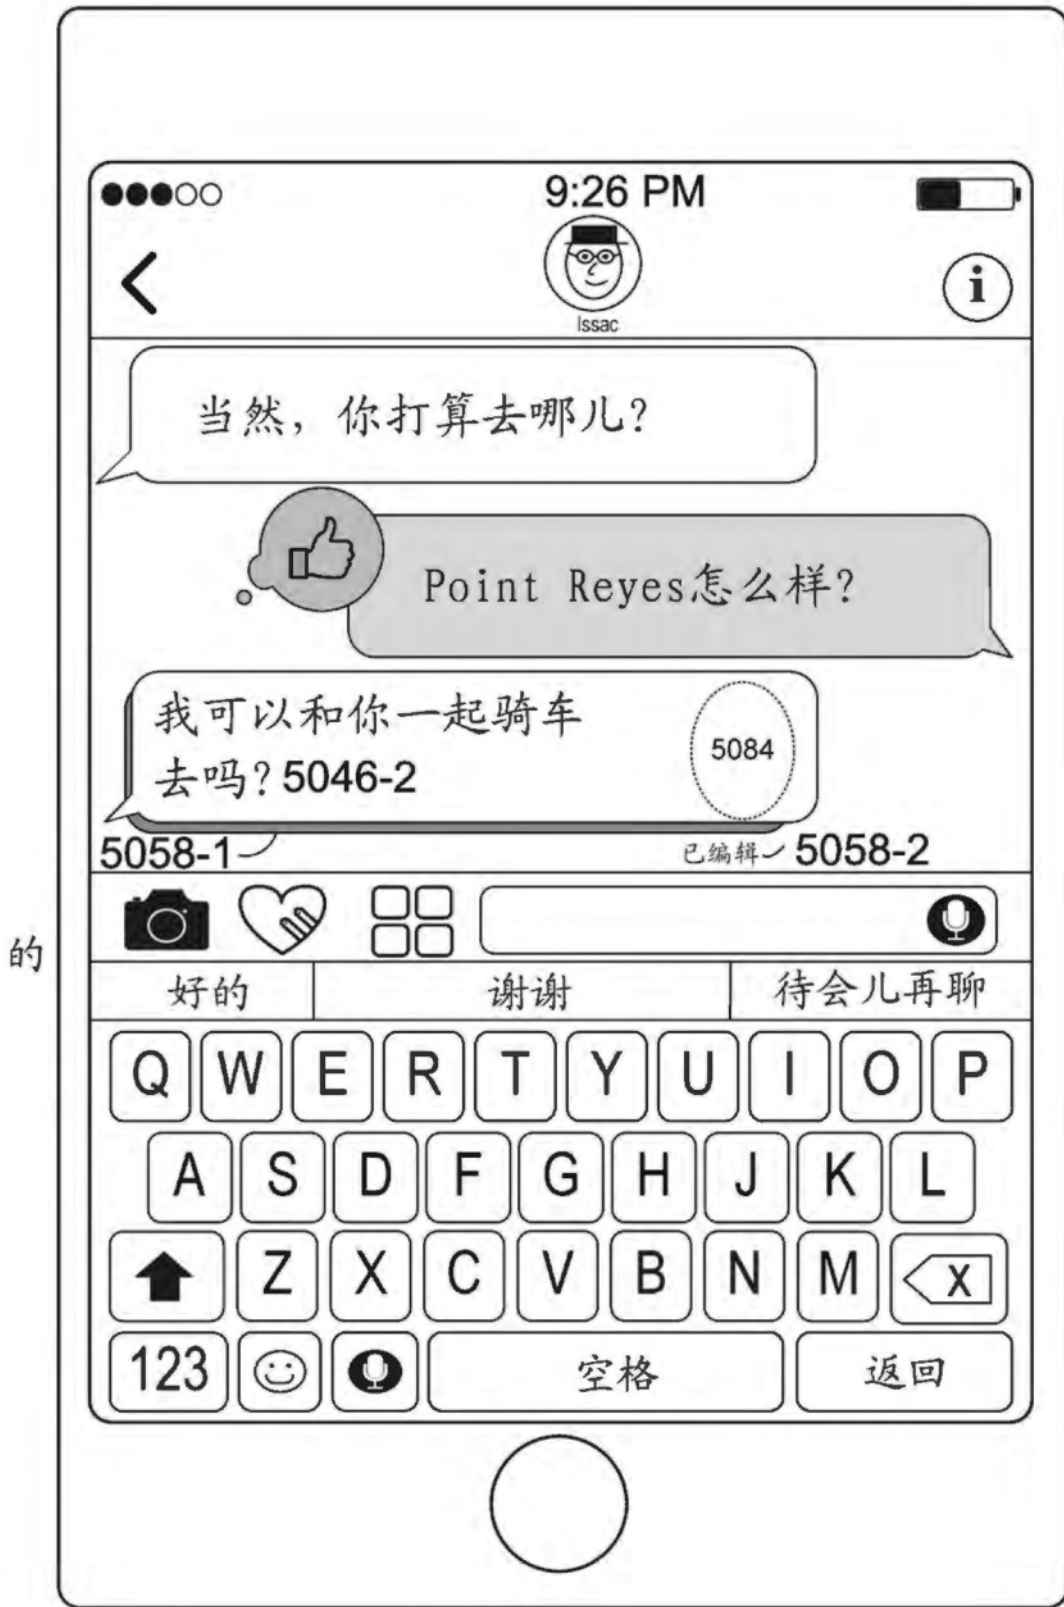 9:26 PM
i
Issac
当然，你打算去哪儿？
Point Reyes怎么样？
我可以和你一起骑车
去吗？5046-2
5084
5058-1
已编辑 5058-2
的
好的 谢谢 待会儿再聊
Q W E R T Y U I O P
A S D F G H J K L
Z X C V B N M X
123 空格 返回